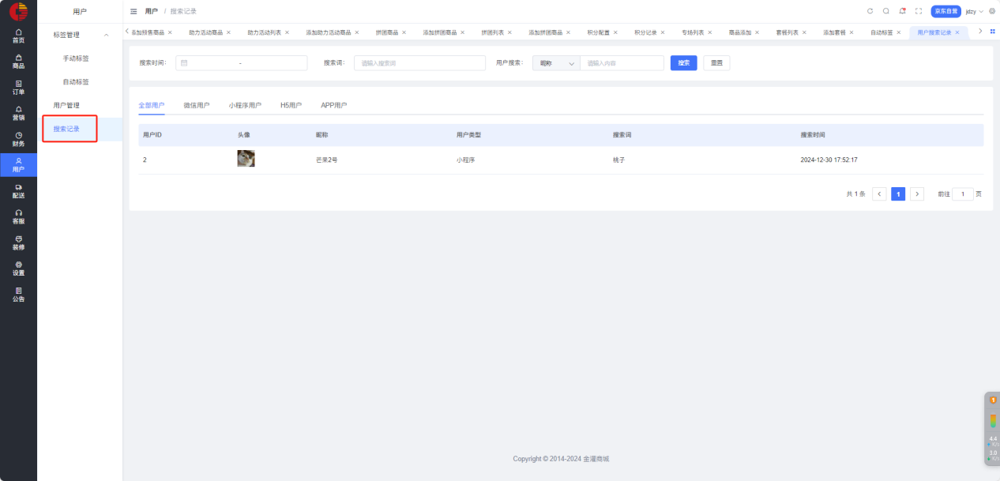 首页
商品
订单
营销
财务
用户
配送
客服
装修
设置
公告
用户
标签管理
手动标签
自动标签
用户管理
搜索记录
用户 / 搜索记录
京东自营 jdzy
添加预售商品 × 助力活动商品 × 助力活动列表 × 添加助力活动商品 × 拼团商品 × 添加拼团商品 × 拼团列表 × 添加拼团商品 × 积分配置 × 积分记录 × 专场列表 × 商品添加 × 套餐列表 × 添加套餐 × 自动标签 × 用户搜索记录 ×
搜索时间: - 搜索词: 请输入搜索词 用户搜索: 昵称 请输入内容 搜索 重置
全部用户 微信用户 小程序用户 H5用户 APP用户
用户ID 头像 昵称 用户类型 搜索词 搜索时间
2 芒果2号 小程序 桃子 2024-12-30 17:52:17
共 1 条 < 1 > 前往 1 页
Copyright © 2014-2024 金灌商城
1
4.4
3.0